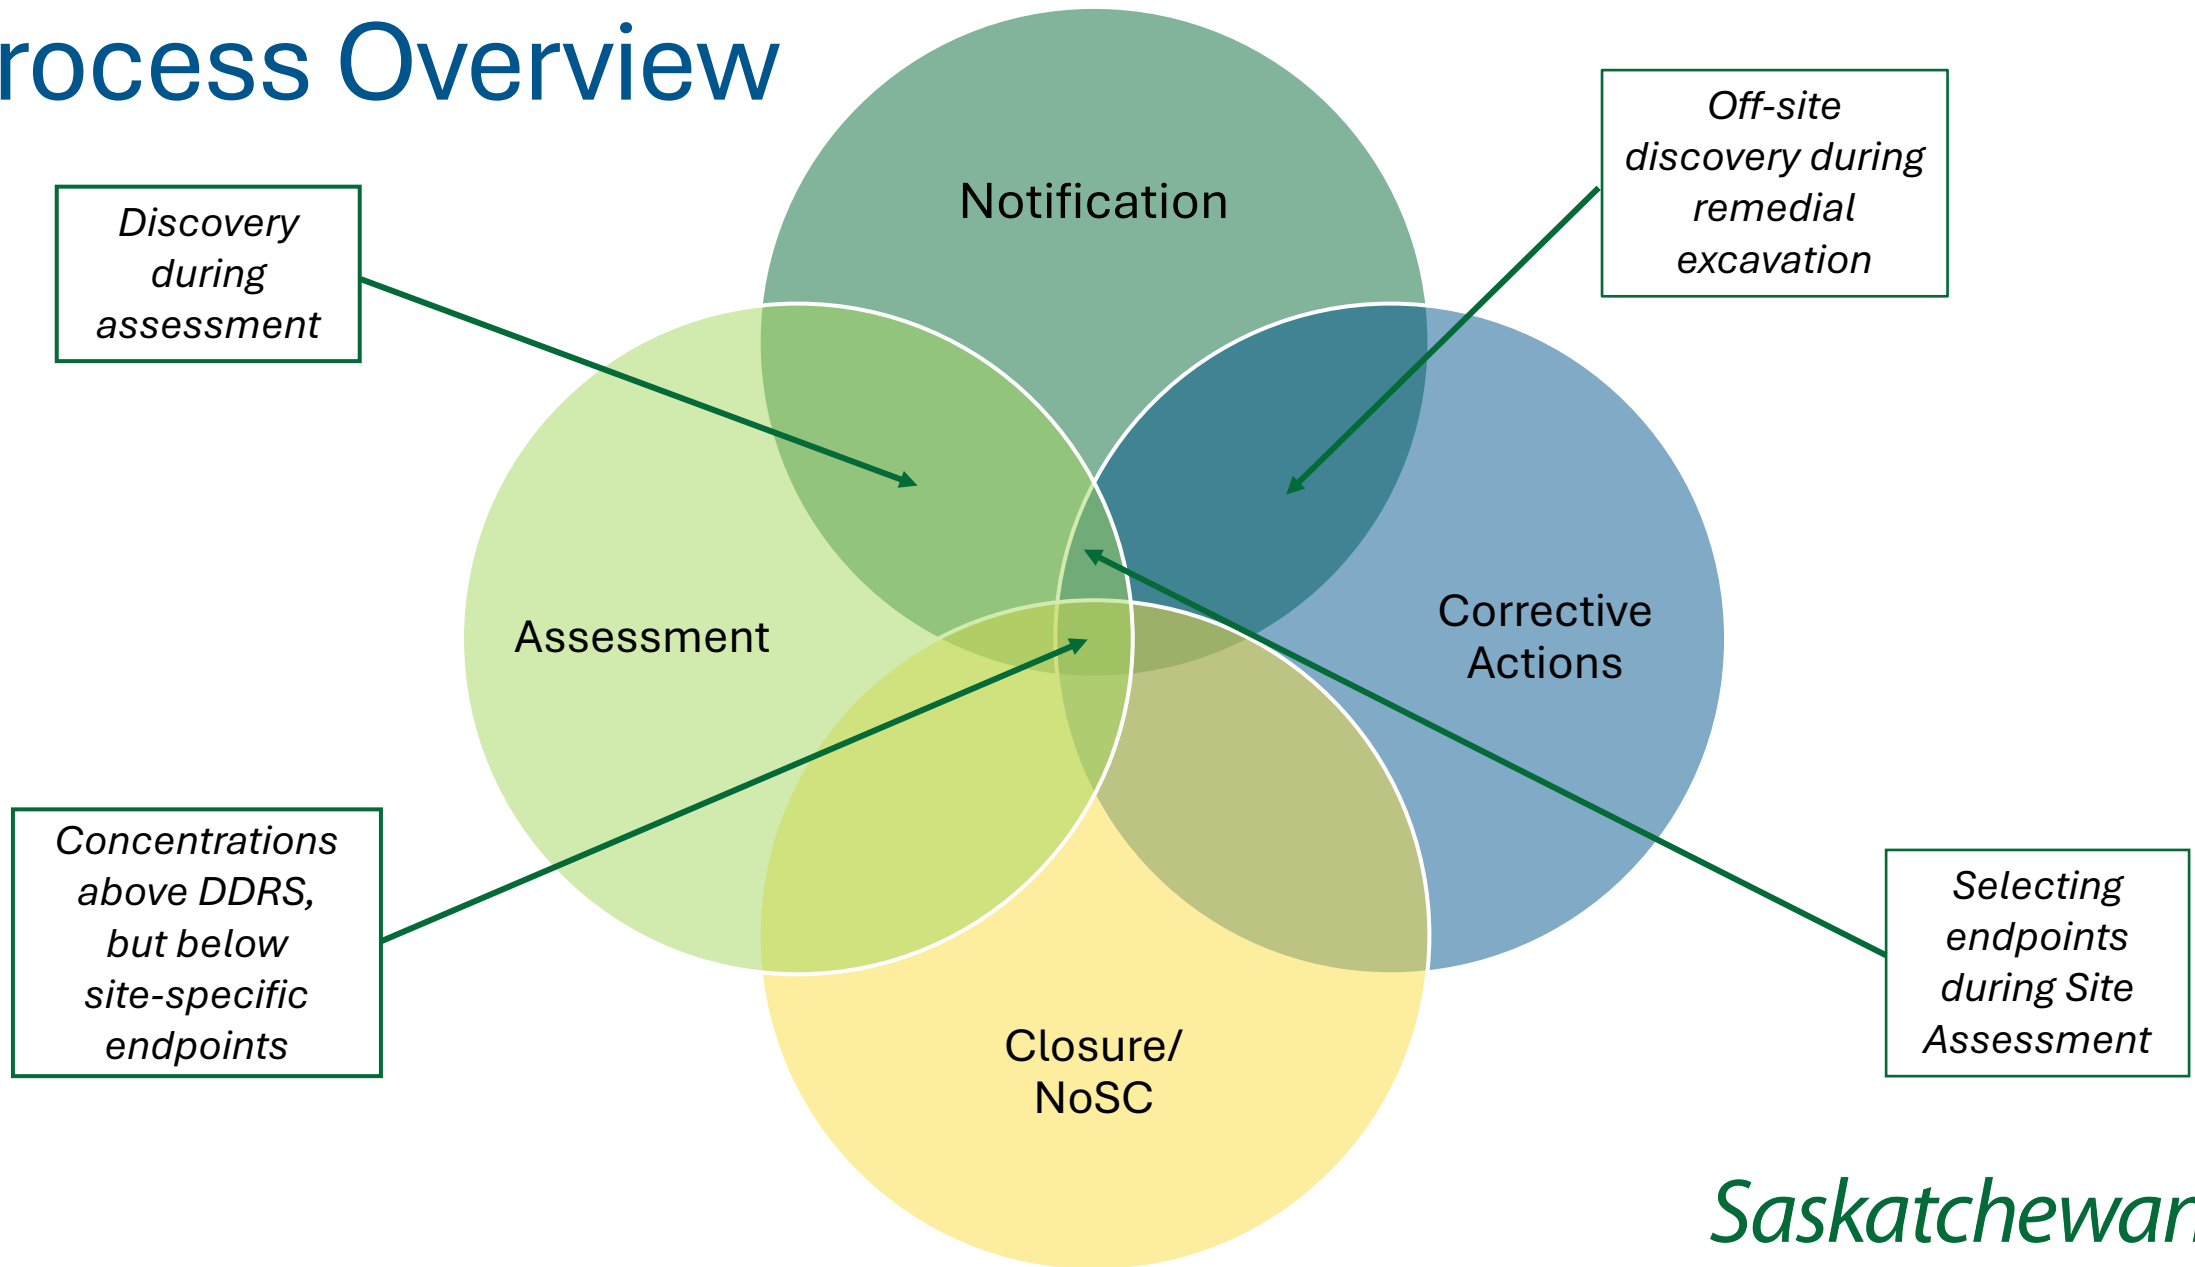 rocess Overview
Notification
Off-site
discovery during
remedial
excavation
Discovery
during
assessment
Assessment
Corrective
Actions
Concentrations
above DDRS,
but below
site-specific
endpoints
Selecting
endpoints
during Site
Assessment
Closure/
NoSC
Saskatchewan